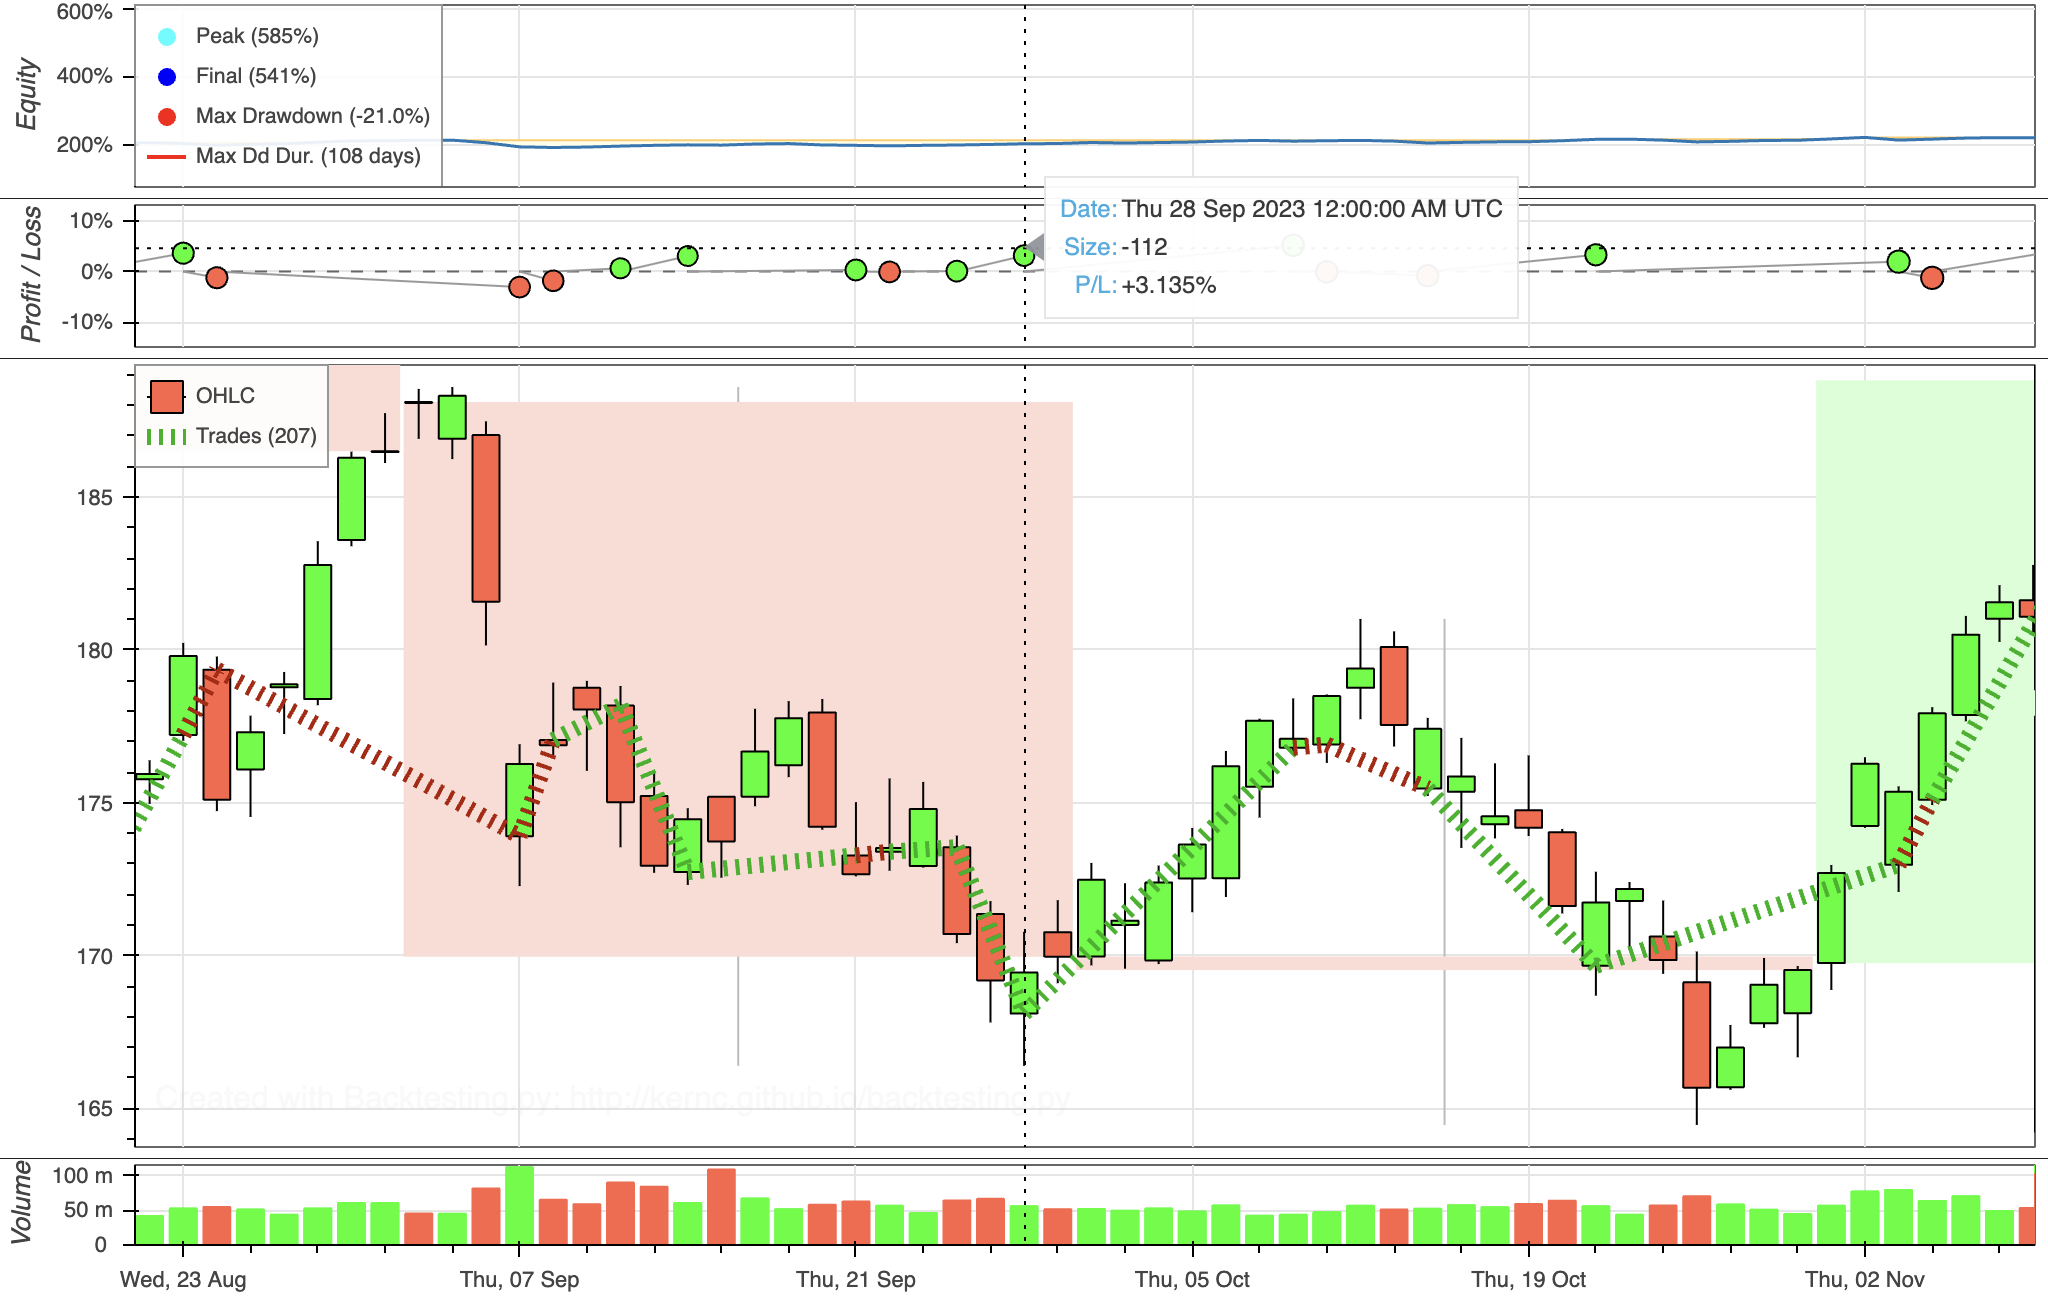 600%
400%
200%
Equity
Peak (585%)
Final (541%)
Max Drawdown (-21.0%)
Max Dd Dur. (108 days)
10%
0%
-10%
Profit / Loss
Date: Thu 28 Sep 2023 12:00:00 AM UTC
Size: -112
P/L: +3.135%
OHLC
Trades (207)
185
180
175
170
165
Created with Backtesting.py: http://kernc.github.io/backtesting.py
100 m
50 m
0
Volume
Wed, 23 Aug
Thu, 07 Sep
Thu, 21 Sep
Thu, 05 Oct
Thu, 19 Oct
Thu, 02 Nov